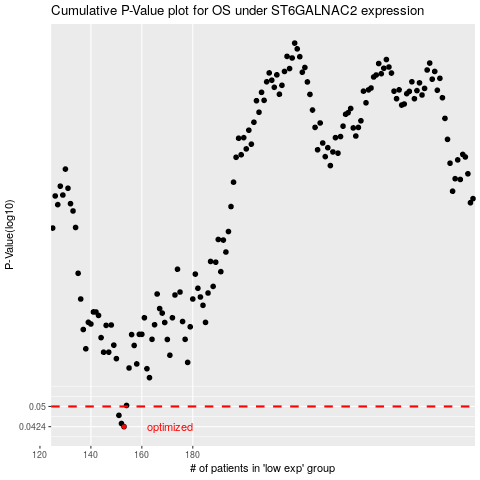 Cumulative P-Value plot for OS under ST6GALNAC2 expression
P-Value(log10)
0.05
0.0424
optimized
120 140 160 180
# of patients in 'low exp' group